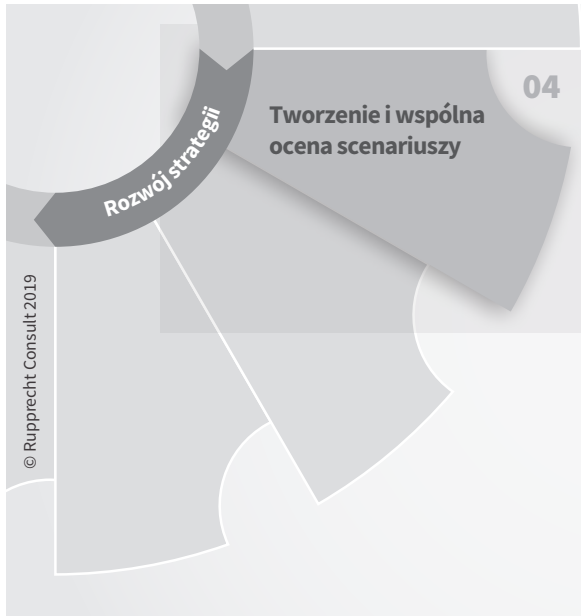 04
Tworzenie i wspólna
ocena scenariuszy
Rozwój strategii
© Rupprecht Consult 2019